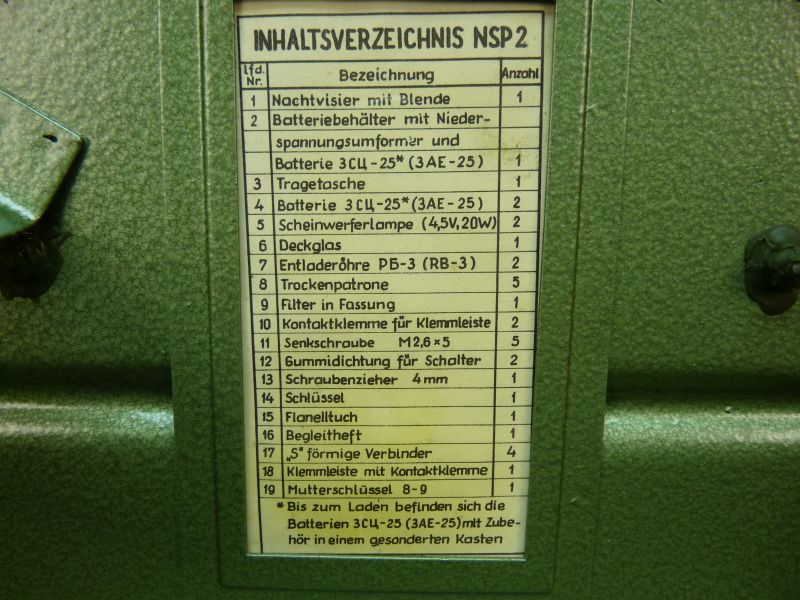 INHALTSVERZEICHNIS NSP2
lfd. Nr. Bezeichnung Anzahl
1 Nachtvisier mit Blende 1
2 Batteriebehälter mit Nieder-
spannungsumformer und
Batterie 3СЦ-25* (3AE-25) 1
3 Tragetasche 1
4 Batterie 3СЦ-25* (3AE-25) 2
5 Scheinwerferlampe (4,5V, 20W) 2
6 Deckglas 1
7 Entladeröhre РБ-3 (RB-3) 2
8 Trockenpatrone 5
9 Filter in Fassung 1
10 Kontaktklemme für Klemmleiste 2
11 Senkschraube M2,6×5 5
12 Gummidichtung für Schalter 2
13 Schraubenzieher 4mm 1
14 Schlüssel 1
15 Flanelltuch 1
16 Begleitheft 1
17 „S" förmige Verbinder 4
18 Klemmleiste mit Kontaktklemme 1
19 Mutterschlüssel 8-9 1
* Bis zum Laden befinden sich die
Batterien 3СЦ-25 (3AE-25) mit Zube-
hör in einem gesonderten Kasten